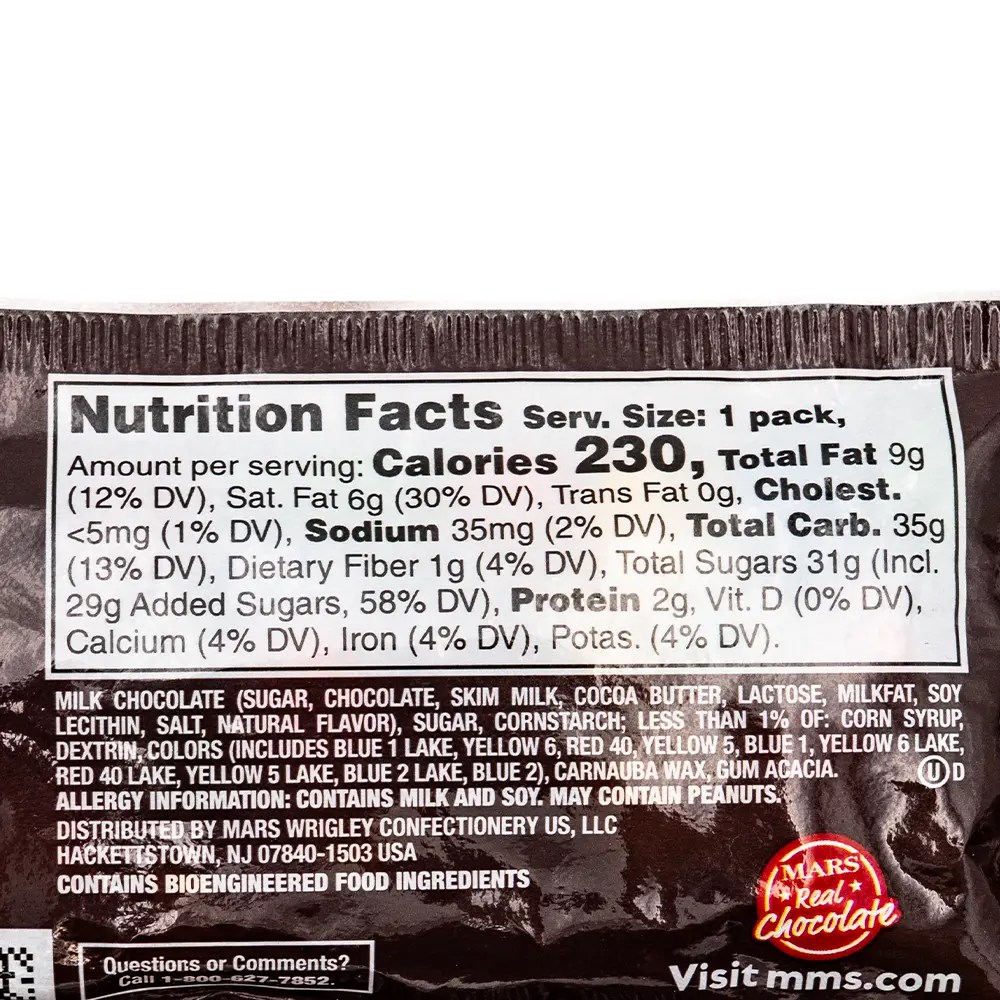 Nutrition Facts Serv. Size: 1 pack,
Amount per serving: Calories 230, Total Fat 9g
(12% DV), Sat. Fat 6g (30% DV), Trans Fat 0g, Cholest.
<5mg (1% DV), Sodium 35mg (2% DV), Total Carb. 35g
(13% DV), Dietary Fiber 1g (4% DV), Total Sugars 31g (Incl.
29g Added Sugars, 58% DV), Protein 2g, Vit. D (0% DV),
Calcium (4% DV), Iron (4% DV), Potas. (4% DV).
MILK CHOCOLATE (SUGAR, CHOCOLATE, SKIM MILK, COCOA BUTTER, LACTOSE, MILKFAT, SOY
LECITHIN, SALT, NATURAL FLAVOR), SUGAR, CORNSTARCH; LESS THAN 1% OF: CORN SYRUP,
DEXTRIN, COLORS (INCLUDES BLUE 1 LAKE, YELLOW 6, RED 40, YELLOW 5, BLUE 1, YELLOW 6 LAKE,
RED 40 LAKE, YELLOW 5 LAKE, BLUE 2 LAKE, BLUE 2), CARNAUBA WAX, GUM ACACIA.
U D
ALLERGY INFORMATION: CONTAINS MILK AND SOY. MAY CONTAIN PEANUTS.
DISTRIBUTED BY MARS WRIGLEY CONFECTIONERY US, LLC
HACKETTSTOWN, NJ 07840-1503 USA
CONTAINS BIOENGINEERED FOOD INGREDIENTS
MARS
Real
Chocolate
Questions or Comments?
Call 1-800-627-7852.
Visit mms.com